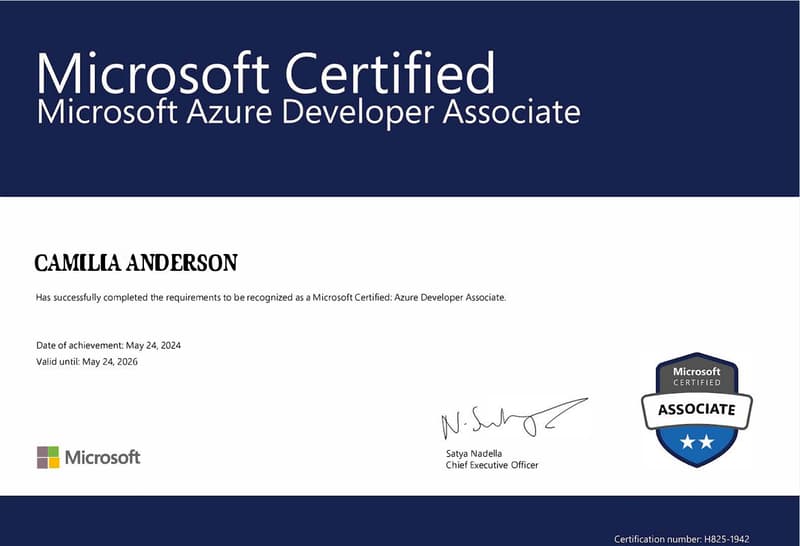 Microsoft Certified
Microsoft Azure Developer Associate
CAMILIA ANDERSON
Has successfully completed the requirements to be recognized as a Microsoft Certified: Azure Developer Associate.
Date of achievement: May 24, 2024
Valid until: May 24, 2026
Microsoft
CERTIFIED
ASSOCIATE
N. Satya
Satya Nadella
Chief Executive Officer
Microsoft
Certification number: H825-1942